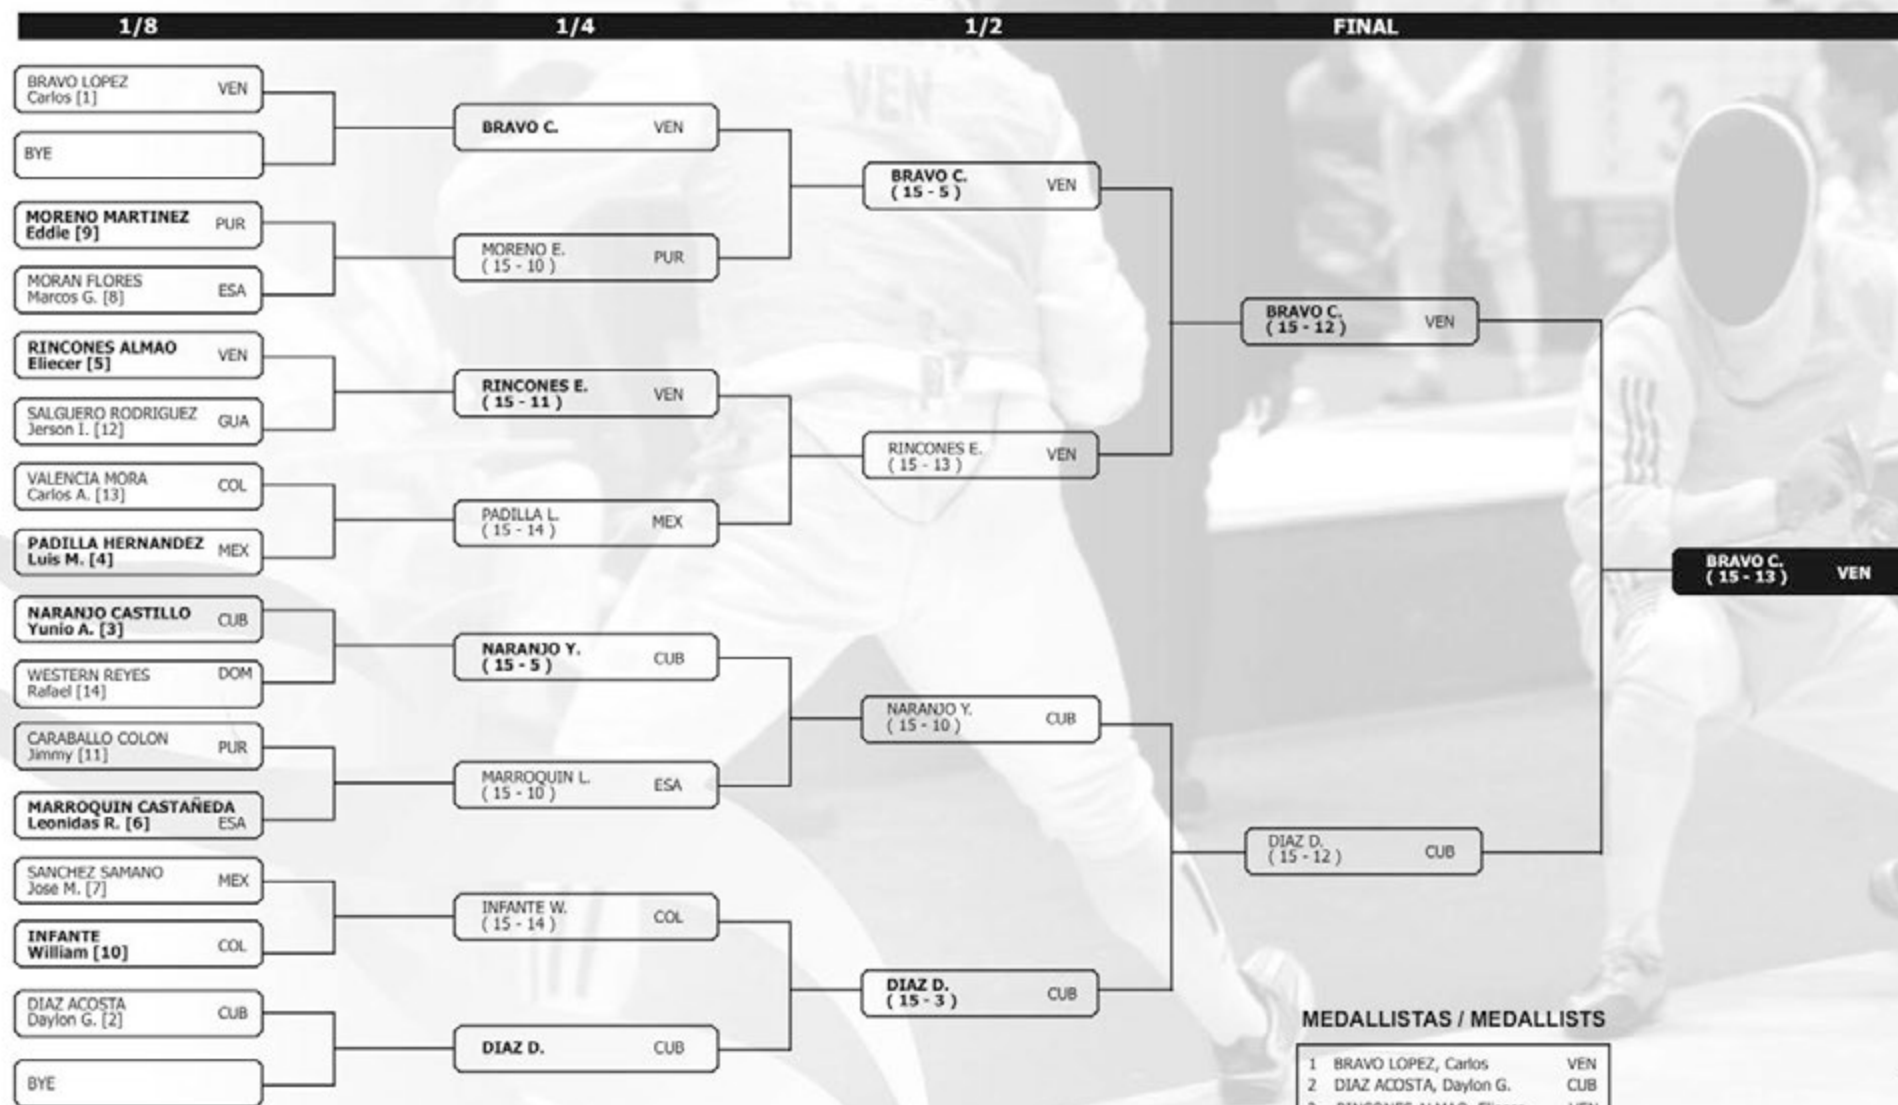 1/8 1/4 1/2 FINAL
BRAVO LOPEZ
Carlos [1] VEN
BYE
MORENO MARTINEZ
Eddie [9] PUR
MORAN FLORES
Marcos G. [8] ESA
RINCONES ALMAO
Eliecer [5] VEN
SALGUERO RODRIGUEZ
Jerson I. [12] GUA
VALENCIA MORA
Carlos A. [13] COL
PADILLA HERNANDEZ
Luis M. [4] MEX
NARANJO CASTILLO
Yunio A. [3] CUB
WESTERN REYES DOM
Rafael [14]
CARABALLO COLON
Jimmy [11] PUR
MARROQUIN CASTAÑEDA
Leonidas R. [6] ESA
SANCHEZ SAMANO
Jose M. [7] MEX
INFANTE
William [10] COL
DIAZ ACOSTA
Daylon G. [2] CUB
BYE
BRAVO C. VEN
MORENO E.
( 15 - 10 ) PUR
RINCONES E.
( 15 - 11 ) VEN
PADILLA L.
( 15 - 14 ) MEX
NARANJO Y.
( 15 - 5 ) CUB
MARROQUIN L.
( 15 - 10 ) ESA
INFANTE W.
( 15 - 14 ) COL
DIAZ D. CUB
BRAVO C.
( 15 - 5 ) VEN
RINCONES E.
( 15 - 13 ) VEN
NARANJO Y.
( 15 - 10 ) CUB
DIAZ D.
( 15 - 3 ) CUB
BRAVO C.
( 15 - 12 ) VEN
DIAZ D.
( 15 - 12 ) CUB
BRAVO C.
( 15 - 13 ) VEN
VEN
3
MEDALLISTAS / MEDALLISTS
1 BRAVO LOPEZ, Carlos VEN
2 DIAZ ACOSTA, Daylon G. CUB